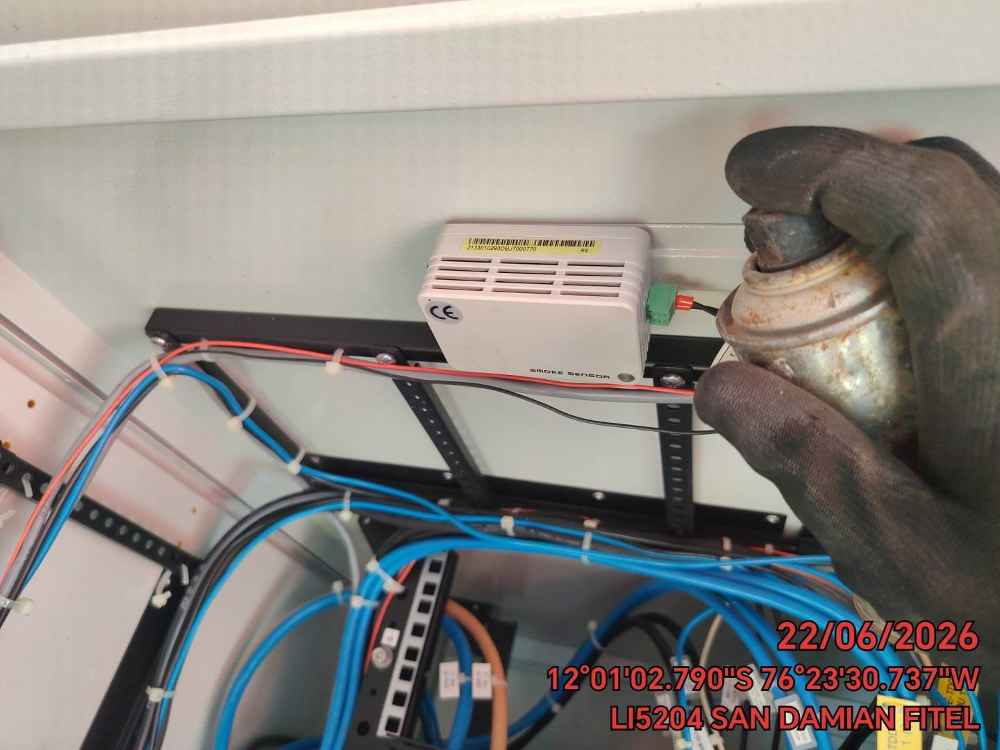 2133010293DBJ7000770
R6
CE
SMOKE SENSOR
22/06/2026
12°01'02.790"S 76°23'30.737"W
LI5204 SAN DAMIAN FITEL